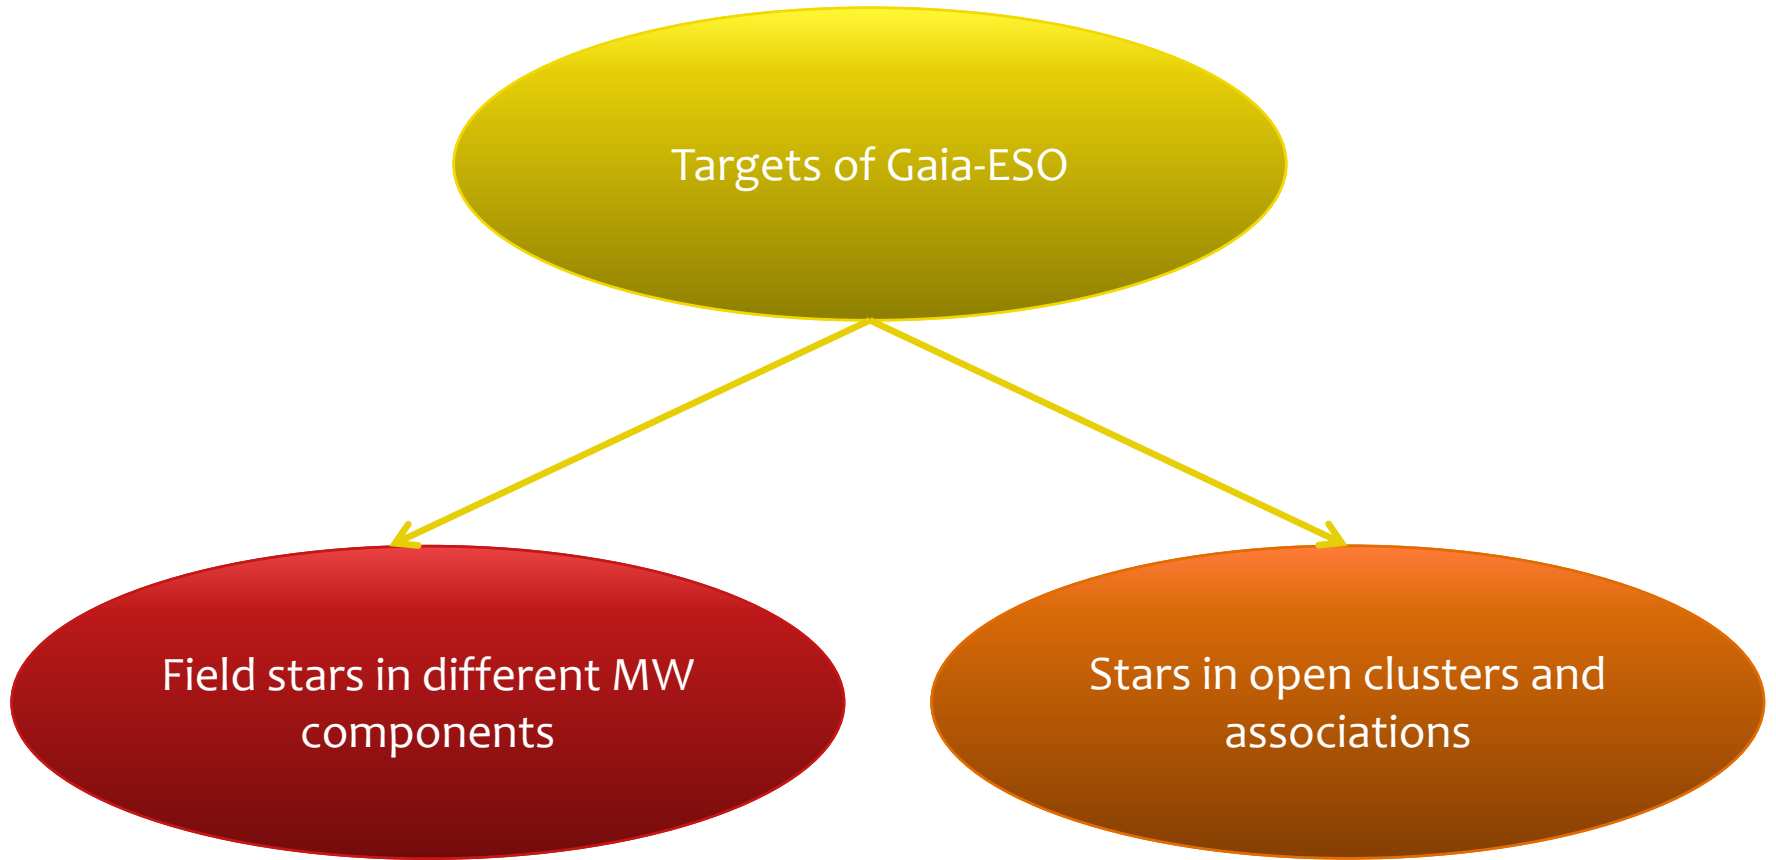 Targets of Gaia-ESO
Field stars in different MW
components
Stars in open clusters and
associations